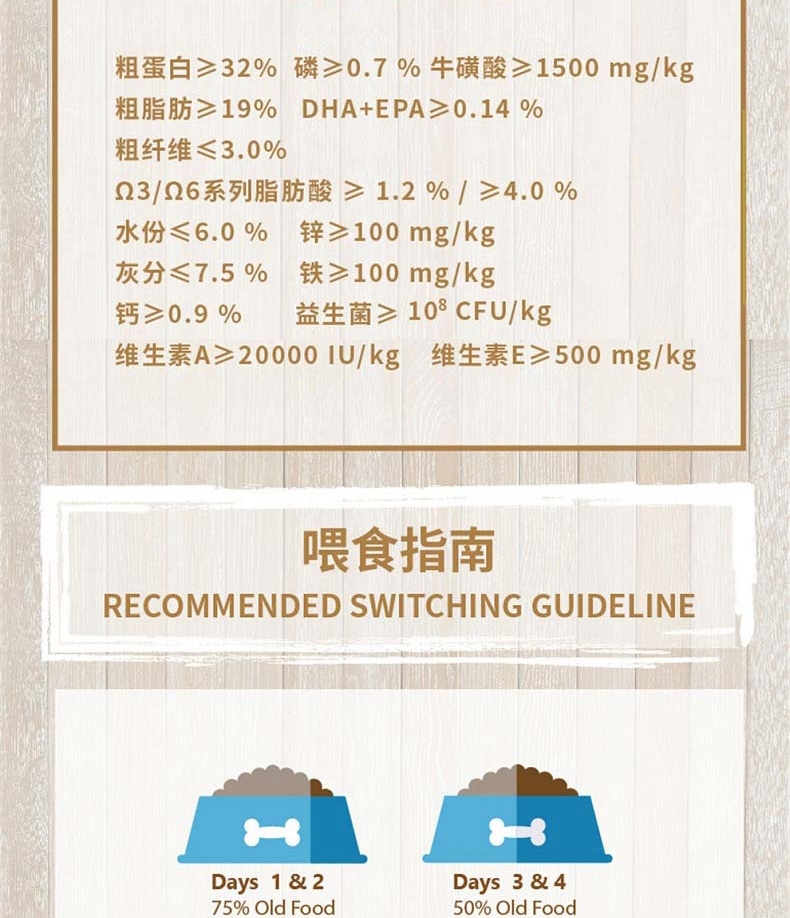 粗蛋白≥32% 磷≥0.7 % 牛磺酸≥1500 mg/kg
粗脂肪≥19% DHA+EPA≥0.14 %
粗纤维≤3.0%
Ω3/Ω6系列脂肪酸 ≥ 1.2 % / ≥4.0 %
水份≤6.0 % 锌≥100 mg/kg
灰分≤7.5 % 铁≥100 mg/kg
钙≥0.9 % 益生菌≥ 10⁸ CFU/kg
维生素A≥20000 IU/kg 维生素E≥500 mg/kg
喂食指南
RECOMMENDED SWITCHING GUIDELINE
Days 1 & 2
75% Old Food
Days 3 & 4
50% Old Food